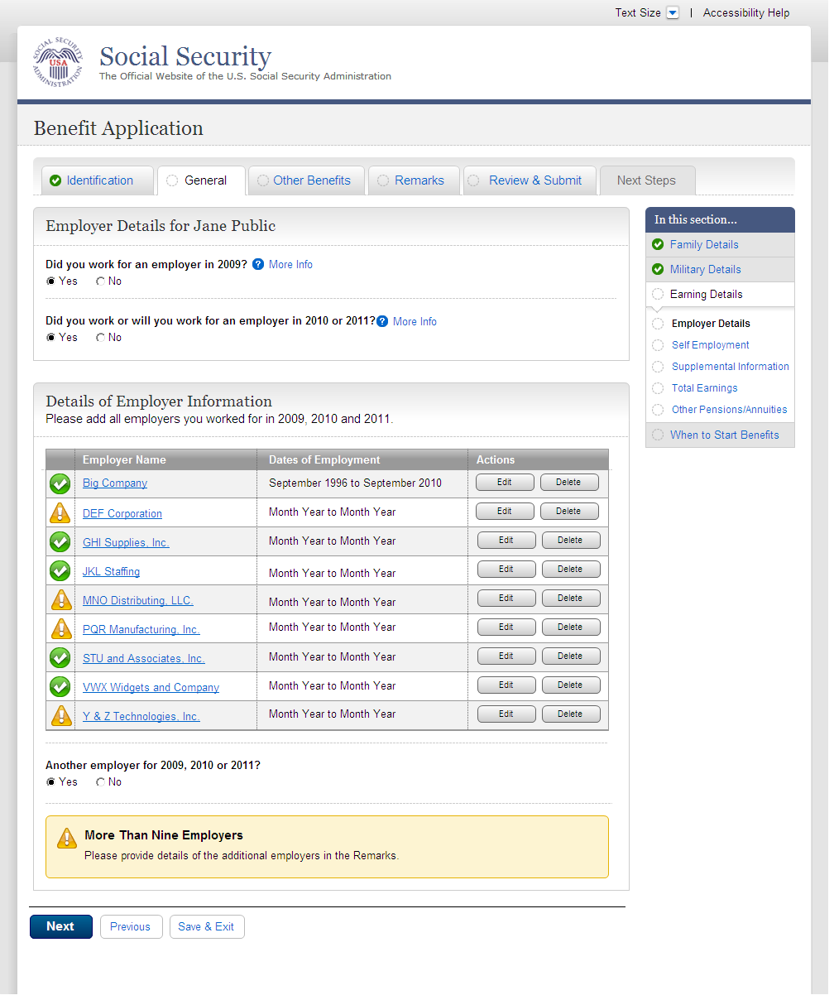 Text Size | Accessibility Help
SOCIAL SECURITY ADMINISTRATION
USA
Social Security
The Official Website of the U.S. Social Security Administration
Benefit Application
Identification General Other Benefits Remarks Review & Submit Next Steps
Employer Details for Jane Public
Did you work for an employer in 2009? ? More Info
Yes No
Did you work or will you work for an employer in 2010 or 2011? ? More Info
Yes No
Details of Employer Information
Please add all employers you worked for in 2009, 2010 and 2011.
Employer Name Dates of Employment Actions
Big Company September 1996 to September 2010 Edit Delete
DEF Corporation Month Year to Month Year Edit Delete
GHI Supplies, Inc. Month Year to Month Year Edit Delete
JKL Staffing Month Year to Month Year Edit Delete
MNO Distributing, LLC. Month Year to Month Year Edit Delete
PQR Manufacturing, Inc. Month Year to Month Year Edit Delete
STU and Associates, Inc. Month Year to Month Year Edit Delete
VWX Widgets and Company Month Year to Month Year Edit Delete
Y & Z Technologies, Inc. Month Year to Month Year Edit Delete
Another employer for 2009, 2010 or 2011?
Yes No
More Than Nine Employers
Please provide details of the additional employers in the Remarks.
Next Previous Save & Exit
In this section...
Family Details
Military Details
Earning Details
Employer Details
Self Employment
Supplemental Information
Total Earnings
Other Pensions/Annuities
When to Start Benefits